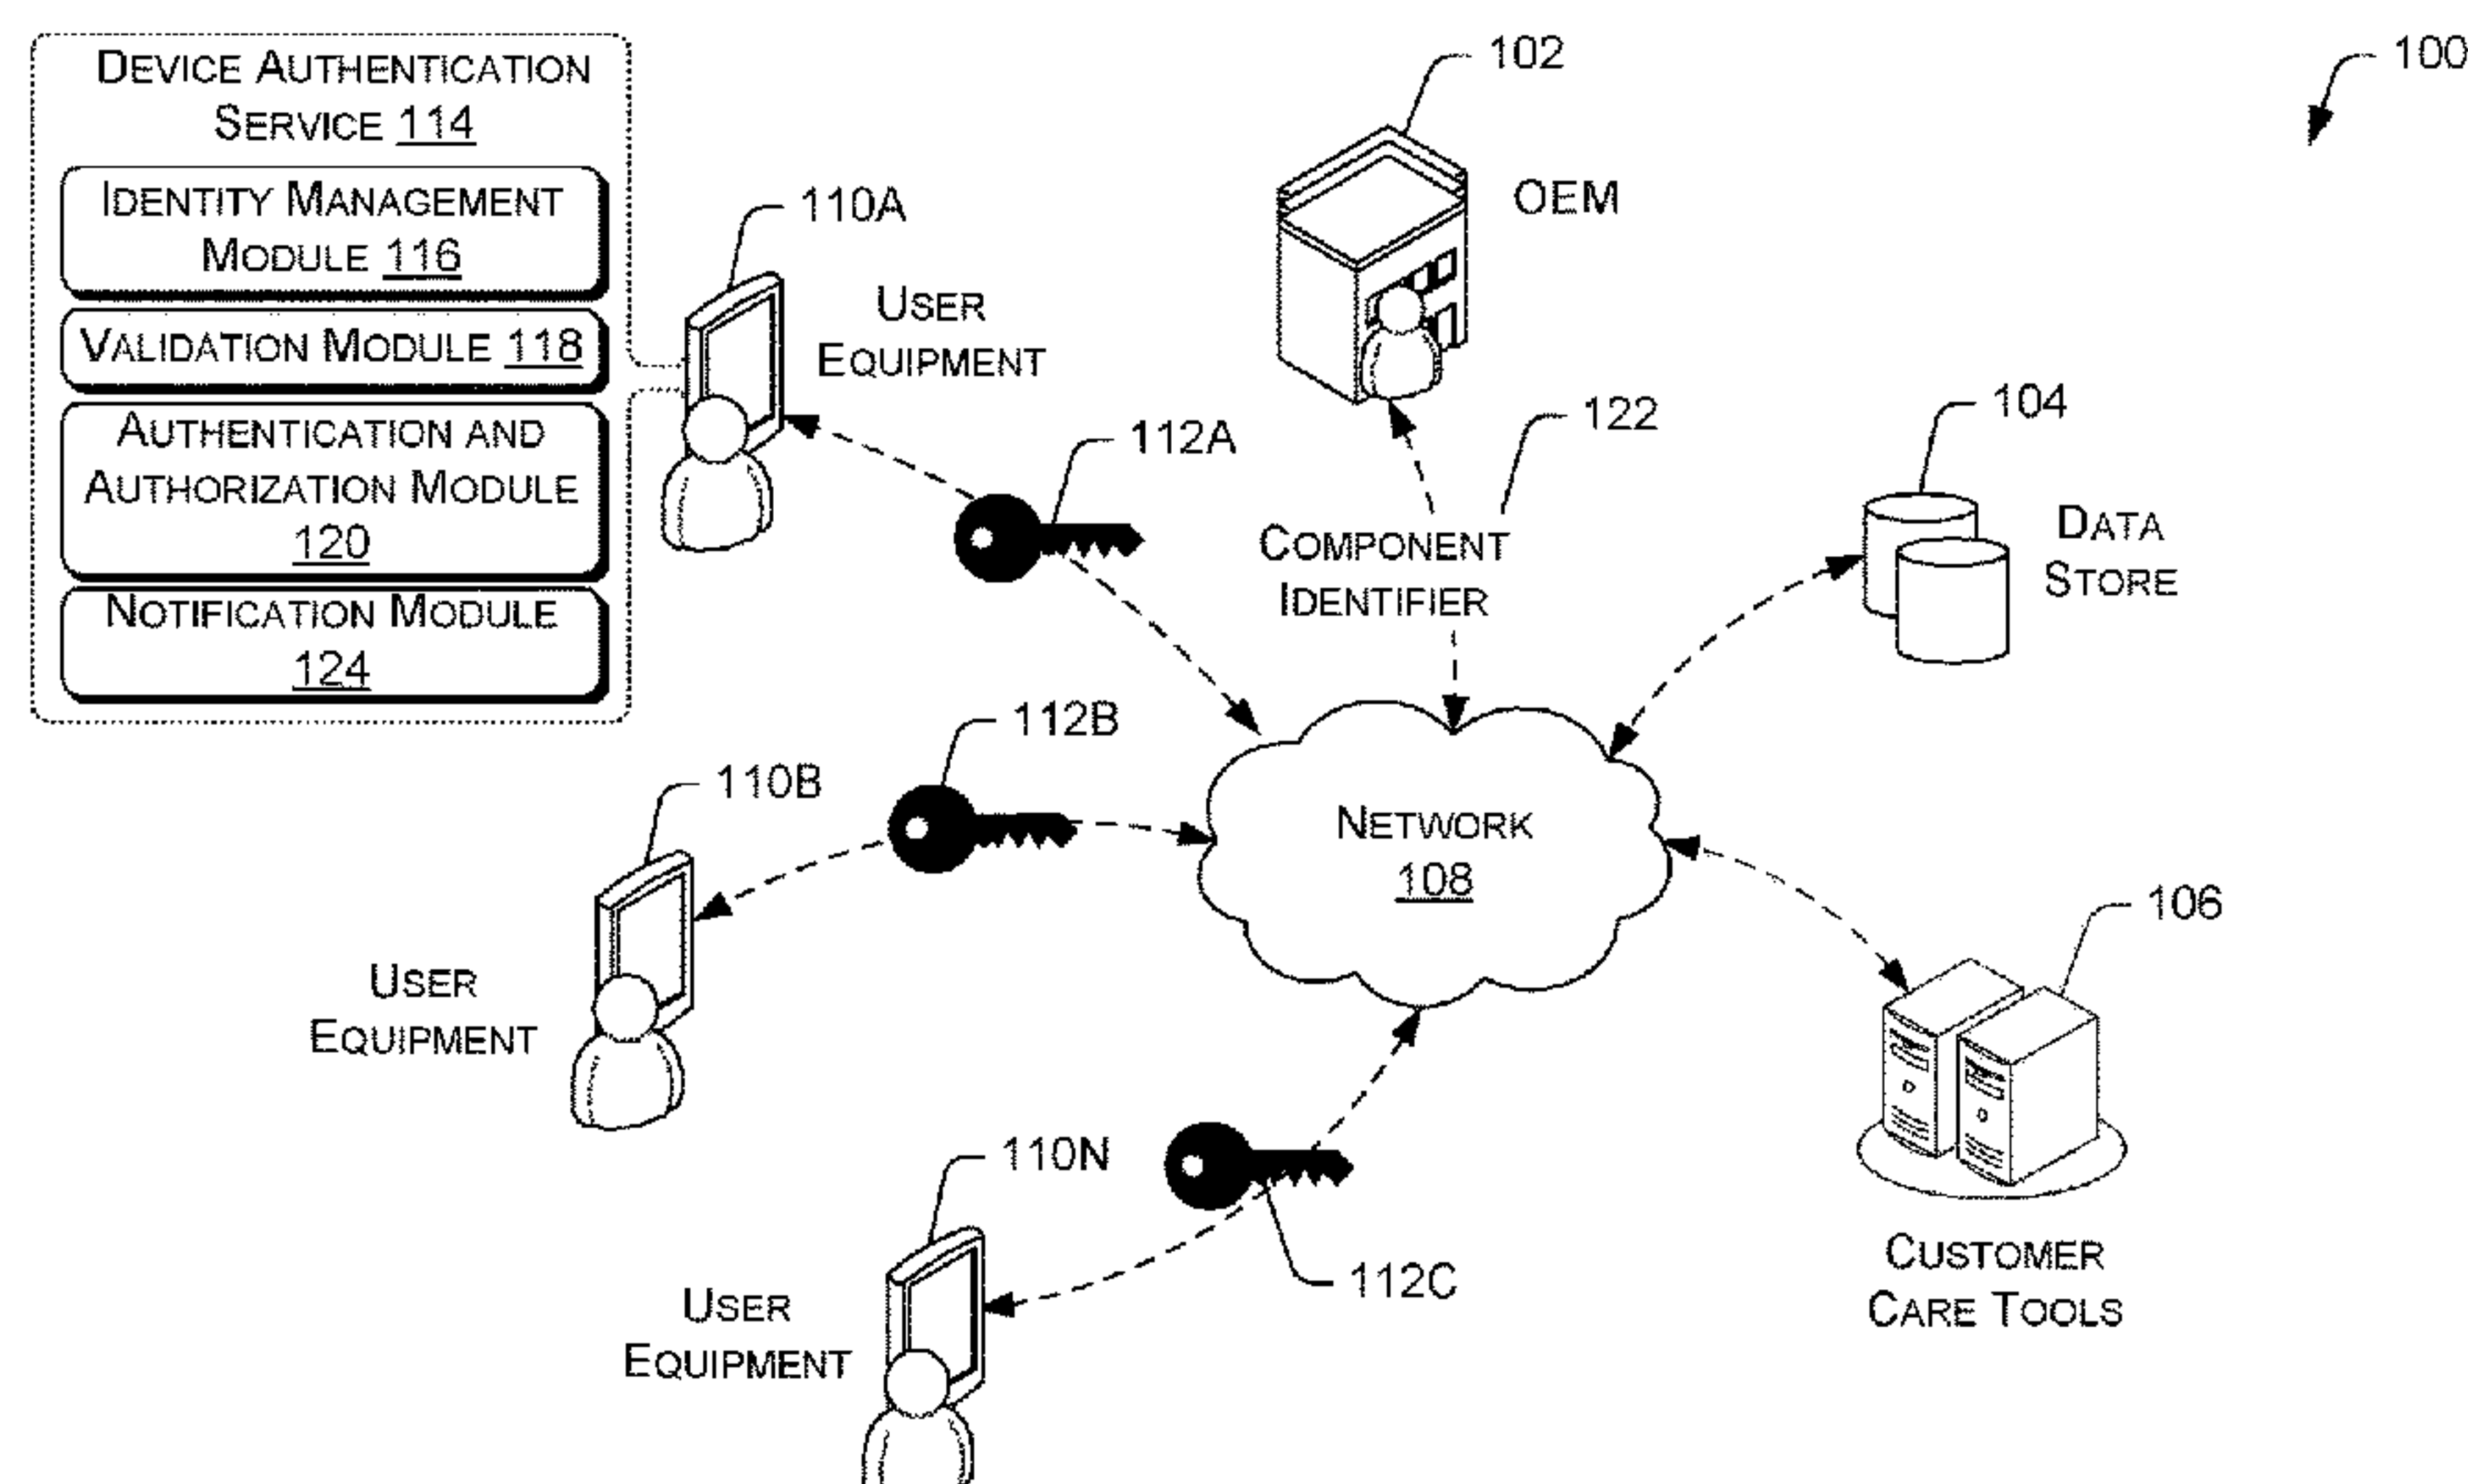 DEVICE AUTHENTICATION
SERVICE 114
IDENTITY MANAGEMENT
MODULE 116
VALIDATION MODULE 118
AUTHENTICATION AND
AUTHORIZATION MODULE
120
NOTIFICATION MODULE
124
102
100
OEM
110A
USER
EQUIPMENT
112A
122
COMPONENT
IDENTIFIER
104
DATA
STORE
112B
110B
USER
EQUIPMENT
NETWORK
108
106
CUSTOMER
CARE TOOLS
110N
USER
EQUIPMENT
112C